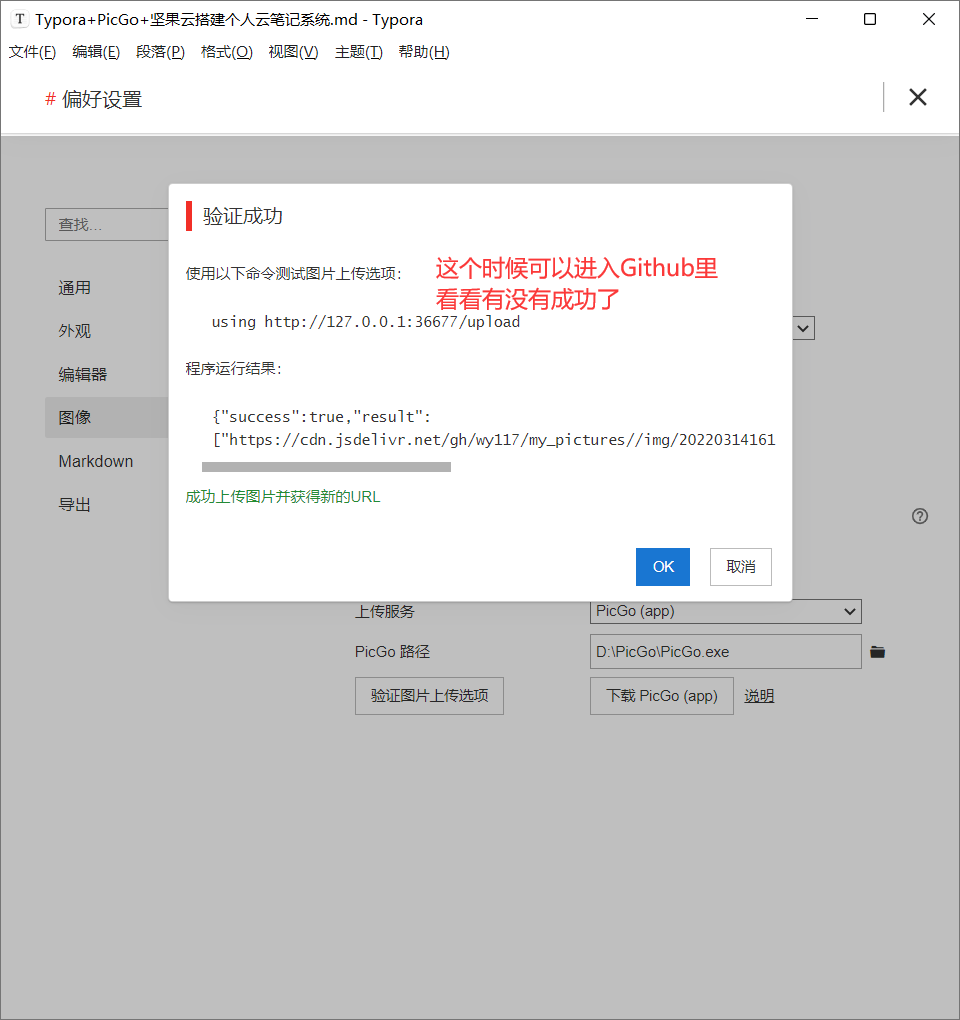 T Typora+PicGo+坚果云搭建个人云笔记系统.md - Typora
文件(F) 编辑(E) 段落(P) 格式(O) 视图(V) 主题(T) 帮助(H)
# 偏好设置
查找...
通用
外观
编辑器
图像
Markdown
导出
验证成功
使用以下命令测试图片上传选项：
这个时候可以进入Github里
看看有没有成功了
using http://127.0.0.1:36677/upload
程序运行结果：
{"success":true,"result":
["https://cdn.jsdelivr.net/gh/wy117/my_pictures//img/20220314161
成功上传图片并获得新的URL
OK 取消
上传服务 PicGo (app)
PicGo 路径 D:\PicGo\PicGo.exe
验证图片上传选项 下载 PicGo (app) 说明